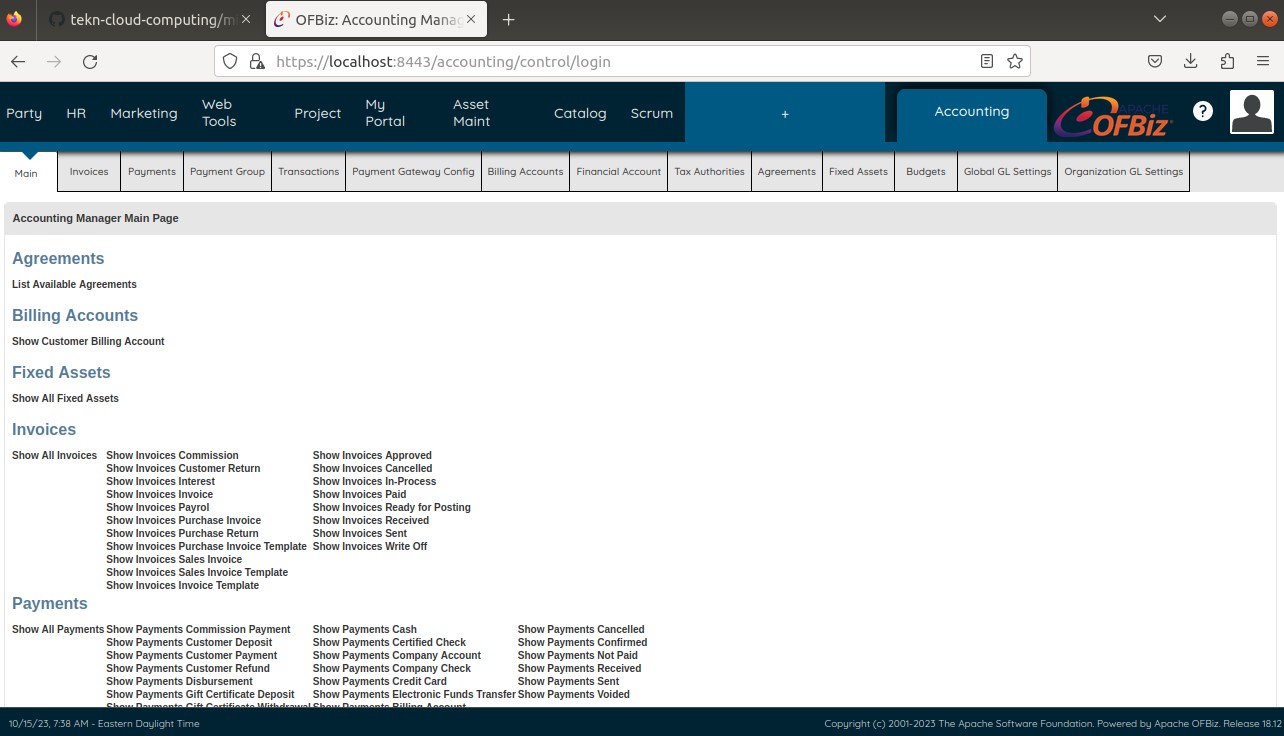 tekn-cloud-computing/m
OFBiz: Accounting Manag
https://localhost:8443/accounting/control/login
Party HR Marketing Web Tools Project My Portal Asset Maint Catalog Scrum + Accounting APACHE OFBiz ?
Main Invoices Payments Payment Group Transactions Payment Gateway Config Billing Accounts Financial Account Tax Authorities Agreements Fixed Assets Budgets Global GL Settings Organization GL Settings
Accounting Manager Main Page
Agreements
List Available Agreements
Billing Accounts
Show Customer Billing Account
Fixed Assets
Show All Fixed Assets
Invoices
Show All Invoices Show Invoices Commission Show Invoices Approved
Show Invoices Customer Return Show Invoices Cancelled
Show Invoices Interest Show Invoices In-Process
Show Invoices Invoice Show Invoices Paid
Show Invoices Payrol Show Invoices Ready for Posting
Show Invoices Purchase Invoice Show Invoices Received
Show Invoices Purchase Return Show Invoices Sent
Show Invoices Purchase Invoice Template Show Invoices Write Off
Show Invoices Sales Invoice
Show Invoices Sales Invoice Template
Show Invoices Invoice Template
Payments
Show All Payments Show Payments Commission Payment Show Payments Cash Show Payments Cancelled
Show Payments Customer Deposit Show Payments Certified Check Show Payments Confirmed
Show Payments Customer Payment Show Payments Company Account Show Payments Not Paid
Show Payments Customer Refund Show Payments Company Check Show Payments Received
Show Payments Disbursement Show Payments Credit Card Show Payments Sent
Show Payments Gift Certificate Deposit Show Payments Electronic Funds Transfer Show Payments Voided
Show Payments Gift Certificate Withdrawal Show Payments Billing Account
10/15/23, 7:38 AM - Eastern Daylight Time
Copyright (c) 2001-2023 The Apache Software Foundation. Powered by Apache OFBiz. Release 18.12